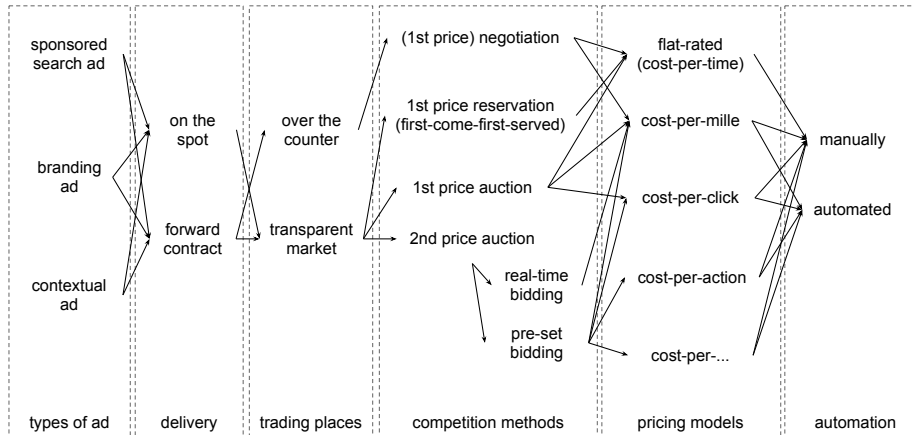 sponsored
search ad
branding
ad
contextual
ad
types of ad
on the
spot
forward
contract
delivery
over the
counter
transparent
market
trading places
(1st price) negotiation
1st price reservation
(first-come-first-served)
1st price auction
2nd price auction
real-time
bidding
pre-set
bidding
competition methods
flat-rated
(cost-per-time)
cost-per-mille
cost-per-click
cost-per-action
cost-per-...
pricing models
manually
automated
automation